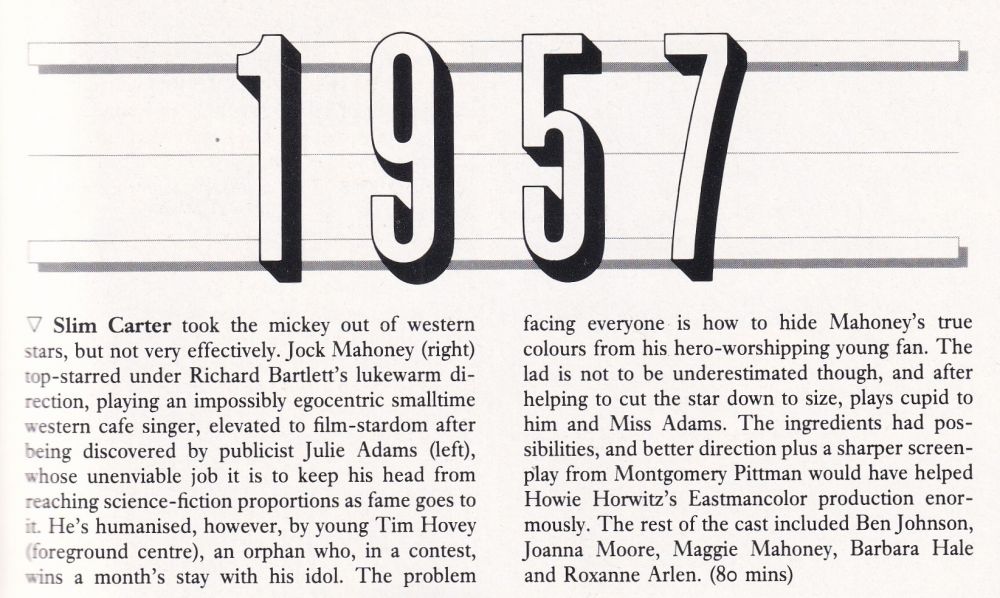 1957
▽ Slim Carter took the mickey out of western
stars, but not very effectively. Jock Mahoney (right)
top-starred under Richard Bartlett's lukewarm di-
rection, playing an impossibly egocentric smalltime
western cafe singer, elevated to film-stardom after
being discovered by publicist Julie Adams (left),
whose unenviable job it is to keep his head from
reaching science-fiction proportions as fame goes to
it. He's humanised, however, by young Tim Hovey
(foreground centre), an orphan who, in a contest,
wins a month's stay with his idol. The problem
facing everyone is how to hide Mahoney's true
colours from his hero-worshipping young fan. The
lad is not to be underestimated though, and after
helping to cut the star down to size, plays cupid to
him and Miss Adams. The ingredients had pos-
sibilities, and better direction plus a sharper screen-
play from Montgomery Pittman would have helped
Howie Horwitz's Eastmancolor production enor-
mously. The rest of the cast included Ben Johnson,
Joanna Moore, Maggie Mahoney, Barbara Hale
and Roxanne Arlen. (80 mins)